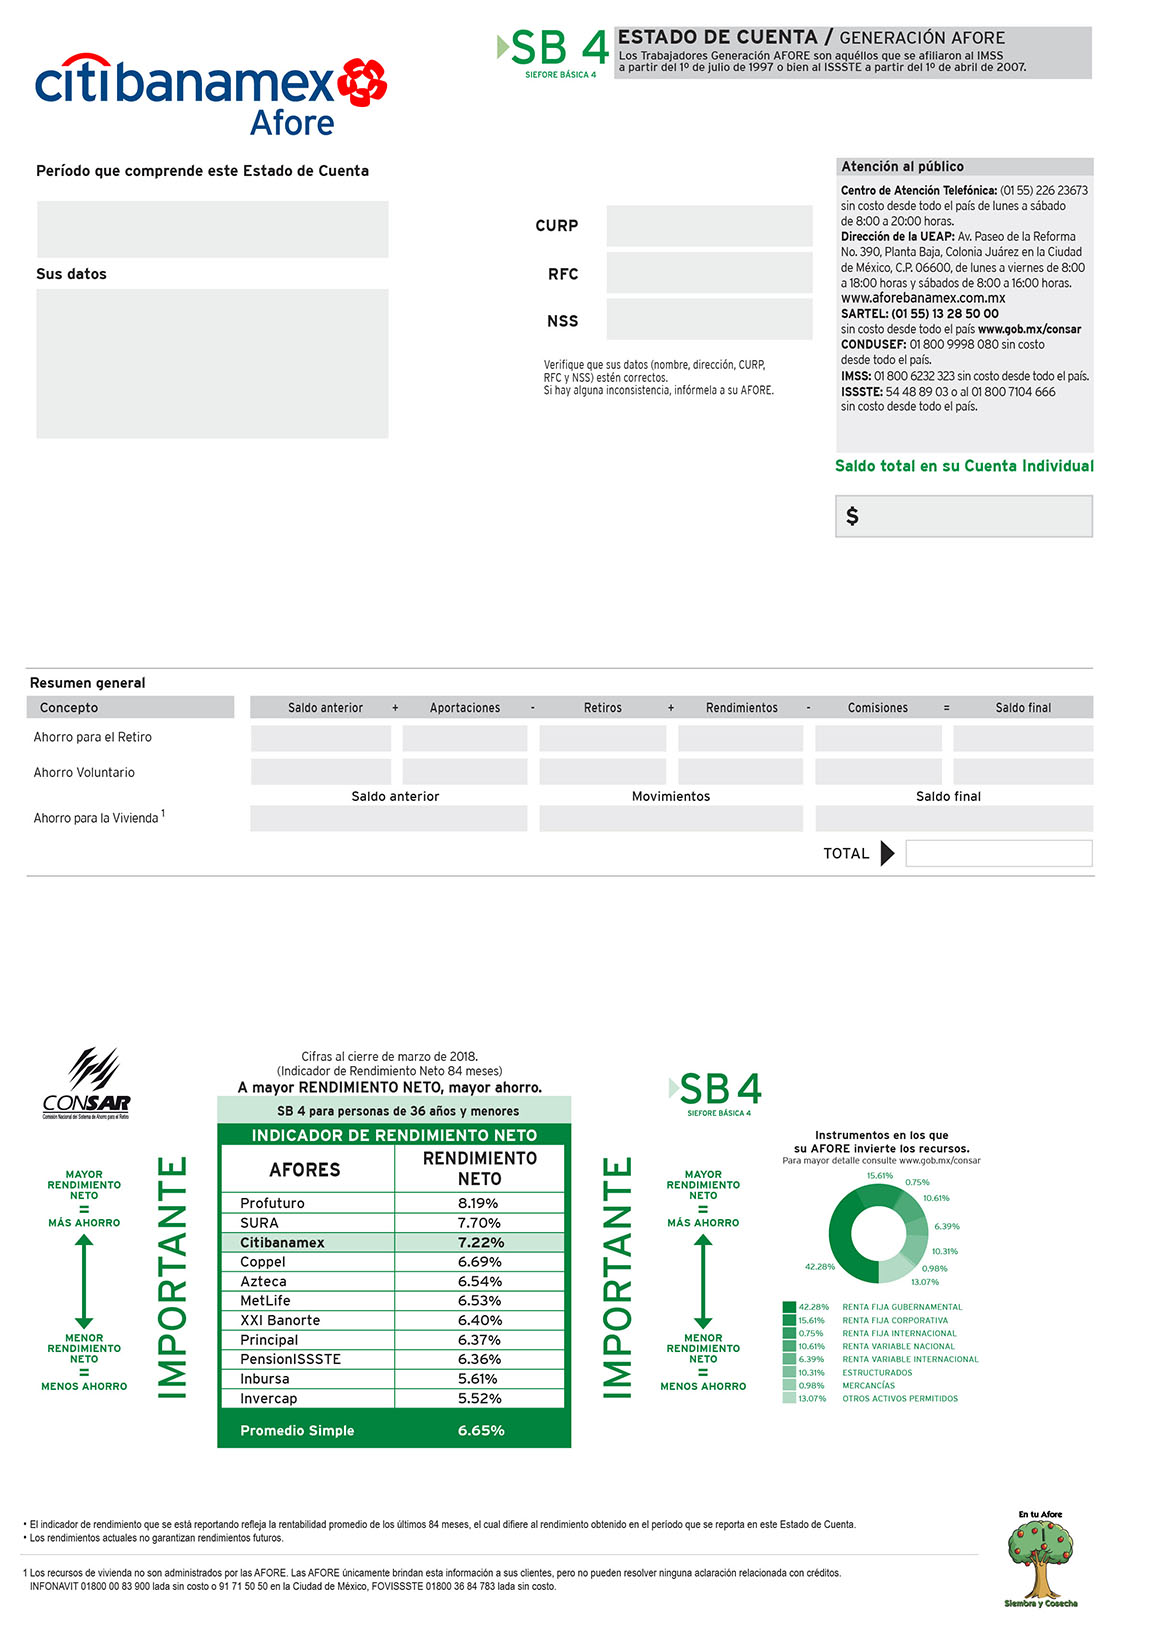 citibanamex
Afore
SB 4
SIEFORE BÁSICA 4
ESTADO DE CUENTA / GENERACIÓN AFORE
Los Trabajadores Generación AFORE son aquéllos que se afiliaron al IMSS
a partir del 1º de julio de 1997 o bien al ISSSTE a partir del 1º de abril de 2007.
Período que comprende este Estado de Cuenta
Sus datos
CURP
RFC
NSS
Verifique que sus datos (nombre, dirección, CURP,
RFC y NSS) estén correctos.
Si hay alguna inconsistencia, infórmela a su AFORE.
Atención al público
Centro de Atención Telefónica: (01 55) 226 23673
sin costo desde todo el país de lunes a sábado
de 8:00 a 20:00 horas.
Dirección de la UEAP: Av. Paseo de la Reforma
No. 390, Planta Baja, Colonia Juárez en la Ciudad
de México, C.P. 06600, de lunes a viernes de 8:00
a 18:00 horas y sábados de 8:00 a 16:00 horas.
www.aforebanamex.com.mx
SARTEL: (01 55) 13 28 50 00
sin costo desde todo el país www.gob.mx/consar
CONDUSEF: 01 800 9998 080 sin costo
desde todo el país.
IMSS: 01 800 6232 323 sin costo desde todo el país.
ISSSTE: 54 48 89 03 o al 01 800 7104 666
sin costo desde todo el país.
Saldo total en su Cuenta Individual
$
Resumen general
Concepto Saldo anterior + Aportaciones - Retiros + Rendimientos - Comisiones = Saldo final
Ahorro para el Retiro
Ahorro Voluntario
Saldo anterior Movimientos Saldo final
Ahorro para la Vivienda 1
TOTAL
CONSAR
Comisión Nacional del Sistema de Ahorro para el Retiro
MAYOR
RENDIMIENTO
NETO
=
MÁS AHORRO
MENOR
RENDIMIENTO
NETO
=
MENOS AHORRO
IMPORTANTE
Cifras al cierre de marzo de 2018.
(Indicador de Rendimiento Neto 84 meses)
A mayor RENDIMIENTO NETO, mayor ahorro.
SB 4 para personas de 36 años y menores
INDICADOR DE RENDIMIENTO NETO
AFORES RENDIMIENTO NETO
Profuturo 8.19%
SURA 7.70%
Citibanamex 7.22%
Coppel 6.69%
Azteca 6.54%
MetLife 6.53%
XXI Banorte 6.40%
Principal 6.37%
PensionISSSTE 6.36%
Inbursa 5.61%
Invercap 5.52%
Promedio Simple 6.65%
IMPORTANTE
SB 4
SIEFORE BÁSICA 4
MAYOR
RENDIMIENTO
NETO
=
MÁS AHORRO
MENOR
RENDIMIENTO
NETO
=
MENOS AHORRO
Instrumentos en los que
su AFORE invierte los recursos.
Para mayor detalle consulte www.gob.mx/consar
15.61%
0.75%
10.61%
6.39%
10.31%
0.98%
13.07%
42.28%
42.28% RENTA FIJA GUBERNAMENTAL
15.61% RENTA FIJA CORPORATIVA
0.75% RENTA FIJA INTERNACIONAL
10.61% RENTA VARIABLE NACIONAL
6.39% RENTA VARIABLE INTERNACIONAL
10.31% ESTRUCTURADOS
0.98% MERCANCÍAS
13.07% OTROS ACTIVOS PERMITIDOS
• El indicador de rendimiento que se está reportando refleja la rentabilidad promedio de los últimos 84 meses, el cual difiere al rendimiento obtenido en el período que se reporta en este Estado de Cuenta.
• Los rendimientos actuales no garantizan rendimientos futuros.
1 Los recursos de vivienda no son administrados por las AFORE. Las AFORE únicamente brindan esta información a sus clientes, pero no pueden resolver ninguna aclaración relacionada con créditos.
INFONAVIT 01800 00 83 900 lada sin costo o 91 71 50 50 en la Ciudad de México, FOVISSSTE 01800 36 84 783 lada sin costo.
En tu Afore
Siembra y Cosecha